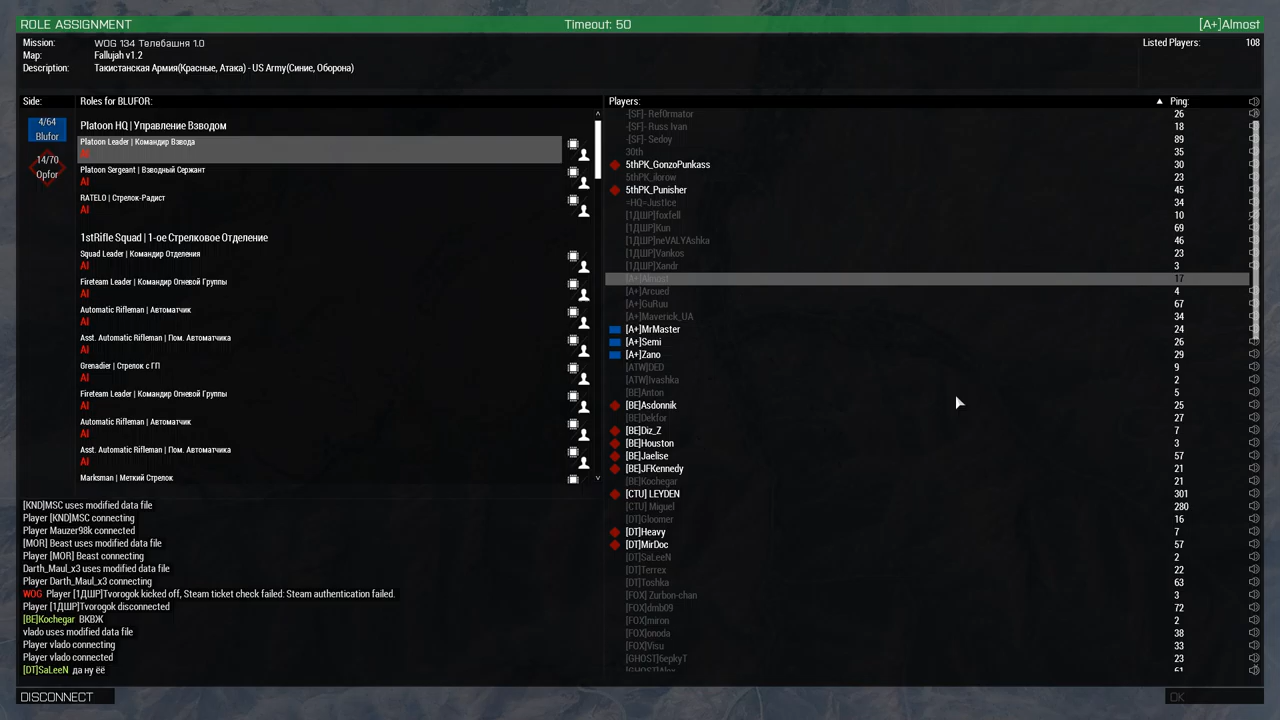 ROLE ASSIGNMENT
Timeout: 50
[A+]Almost
Mission: WOG 134 Телебашня 1.0
Listed Players: 108
Map: Fallujah v1.2
Description: Такистанская Армия(Красные, Атака) - US Army(Синие, Оборона)
Side:
4/64
Blufor
14/70
Opfor
Roles for BLUFOR:
Platoon HQ | Управление Взводом
Platoon Leader | Командир Взвода
AI
Platoon Sergeant | Взводный Сержант
AI
RATELO | Стрелок-Радист
AI
1stRifle Squad | 1-ое Стрелковое Отделение
Squad Leader | Командир Отделения
AI
Fireteam Leader | Командир Огневой Группы
AI
Automatic Rifleman | Автоматчик
AI
Asst. Automatic Rifleman | Пом. Автоматчика
AI
Grenadier | Стрелок с ГП
AI
Fireteam Leader | Командир Огневой Группы
AI
Automatic Rifleman | Автоматчик
AI
Asst. Automatic Rifleman | Пом. Автоматчика
AI
Marksman | Меткий Стрелок
Players: Ping:
-[SF]- Ref0rmator 26
-[SF]- Russ Ivan 18
-[SF]- Sedoy 89
30th 35
5thPK_GonzoPunkass 30
5thPK_ilorow 23
5thPK_Punisher 45
=HQ=JustIce 34
[1ДШР]foxfell 10
[1ДШР]Kun 69
[1ДШР]neVALYAshka 46
[1ДШР]Vankos 23
[1ДШР]Xandr 3
[A+]Almost 17
[A+]Arcued 4
[A+]GuRuu 67
[A+]Maverick_UA 34
[A+]MrMaster 24
[A+]Semi 26
[A+]Zano 29
[ATW]DED 9
[ATW]Ivashka 2
[BE]Anton 5
[BE]Asdonnik 25
[BE]Dekfor 27
[BE]Diz_Z 7
[BE]Houston 3
[BE]Jaelise 57
[BE]JFKennedy 21
[BE]Kochegar 21
[CTU] LEYDEN 301
[CTU] Miguel 280
[DT]Gloomer 16
[DT]Heavy 7
[DT]MirDoc 57
[DT]SaLeeN 2
[DT]Terrex 22
[DT]Toshka 63
[FOX] Zurbon-chan 3
[FOX]dmb09 72
[FOX]miron 2
[FOX]onoda 38
[FOX]Visu 33
[GHOST]6epkyT 23
[GHOST]Alex 61
[KND]MSC uses modified data file
Player [KND]MSC connecting
Player Mauzer98k connected
[MOR] Beast uses modified data file
Player [MOR] Beast connecting
Darth_Maul_x3 uses modified data file
Player Darth_Maul_x3 connecting
WOG Player [1ДШР]Tvorogok kicked off, Steam ticket check failed: Steam authentication failed.
Player [1ДШР]Tvorogok disconnected
[BE]Kochegar ВКВЖ
vlado uses modified data file
Player vlado connecting
Player vlado connected
[DT]SaLeeN да ну ёё
DISCONNECT
OK